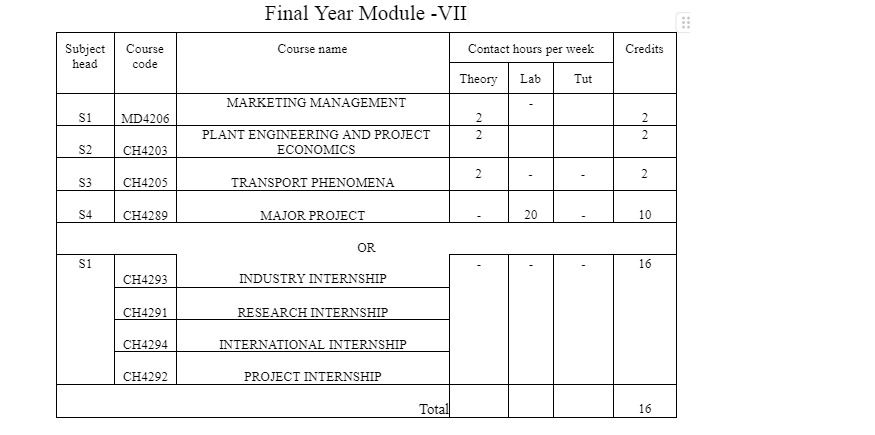 Final Year Module -VII
Subject head Course code Course name Contact hours per week Credits
Theory Lab Tut
S1 MD4206 MARKETING MANAGEMENT 2 - 2
S2 CH4203 PLANT ENGINEERING AND PROJECT ECONOMICS 2 2
S3 CH4205 TRANSPORT PHENOMENA 2 - - 2
S4 CH4289 MAJOR PROJECT - 20 - 10
OR
S1 CH4293 INDUSTRY INTERNSHIP - - - 16
CH4291 RESEARCH INTERNSHIP
CH4294 INTERNATIONAL INTERNSHIP
CH4292 PROJECT INTERNSHIP
Total 16